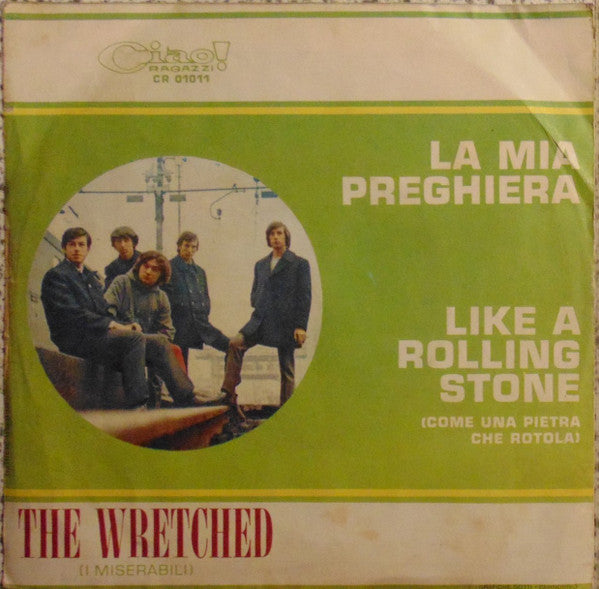 Ciao!
RAGAZZI
CR 01011
LA MIA
PREGHIERA
LIKE A
ROLLING
STONE
(COME UNA PIETRA
CHE ROTOLA)
THE WRETCHED
(I MISERABILI)